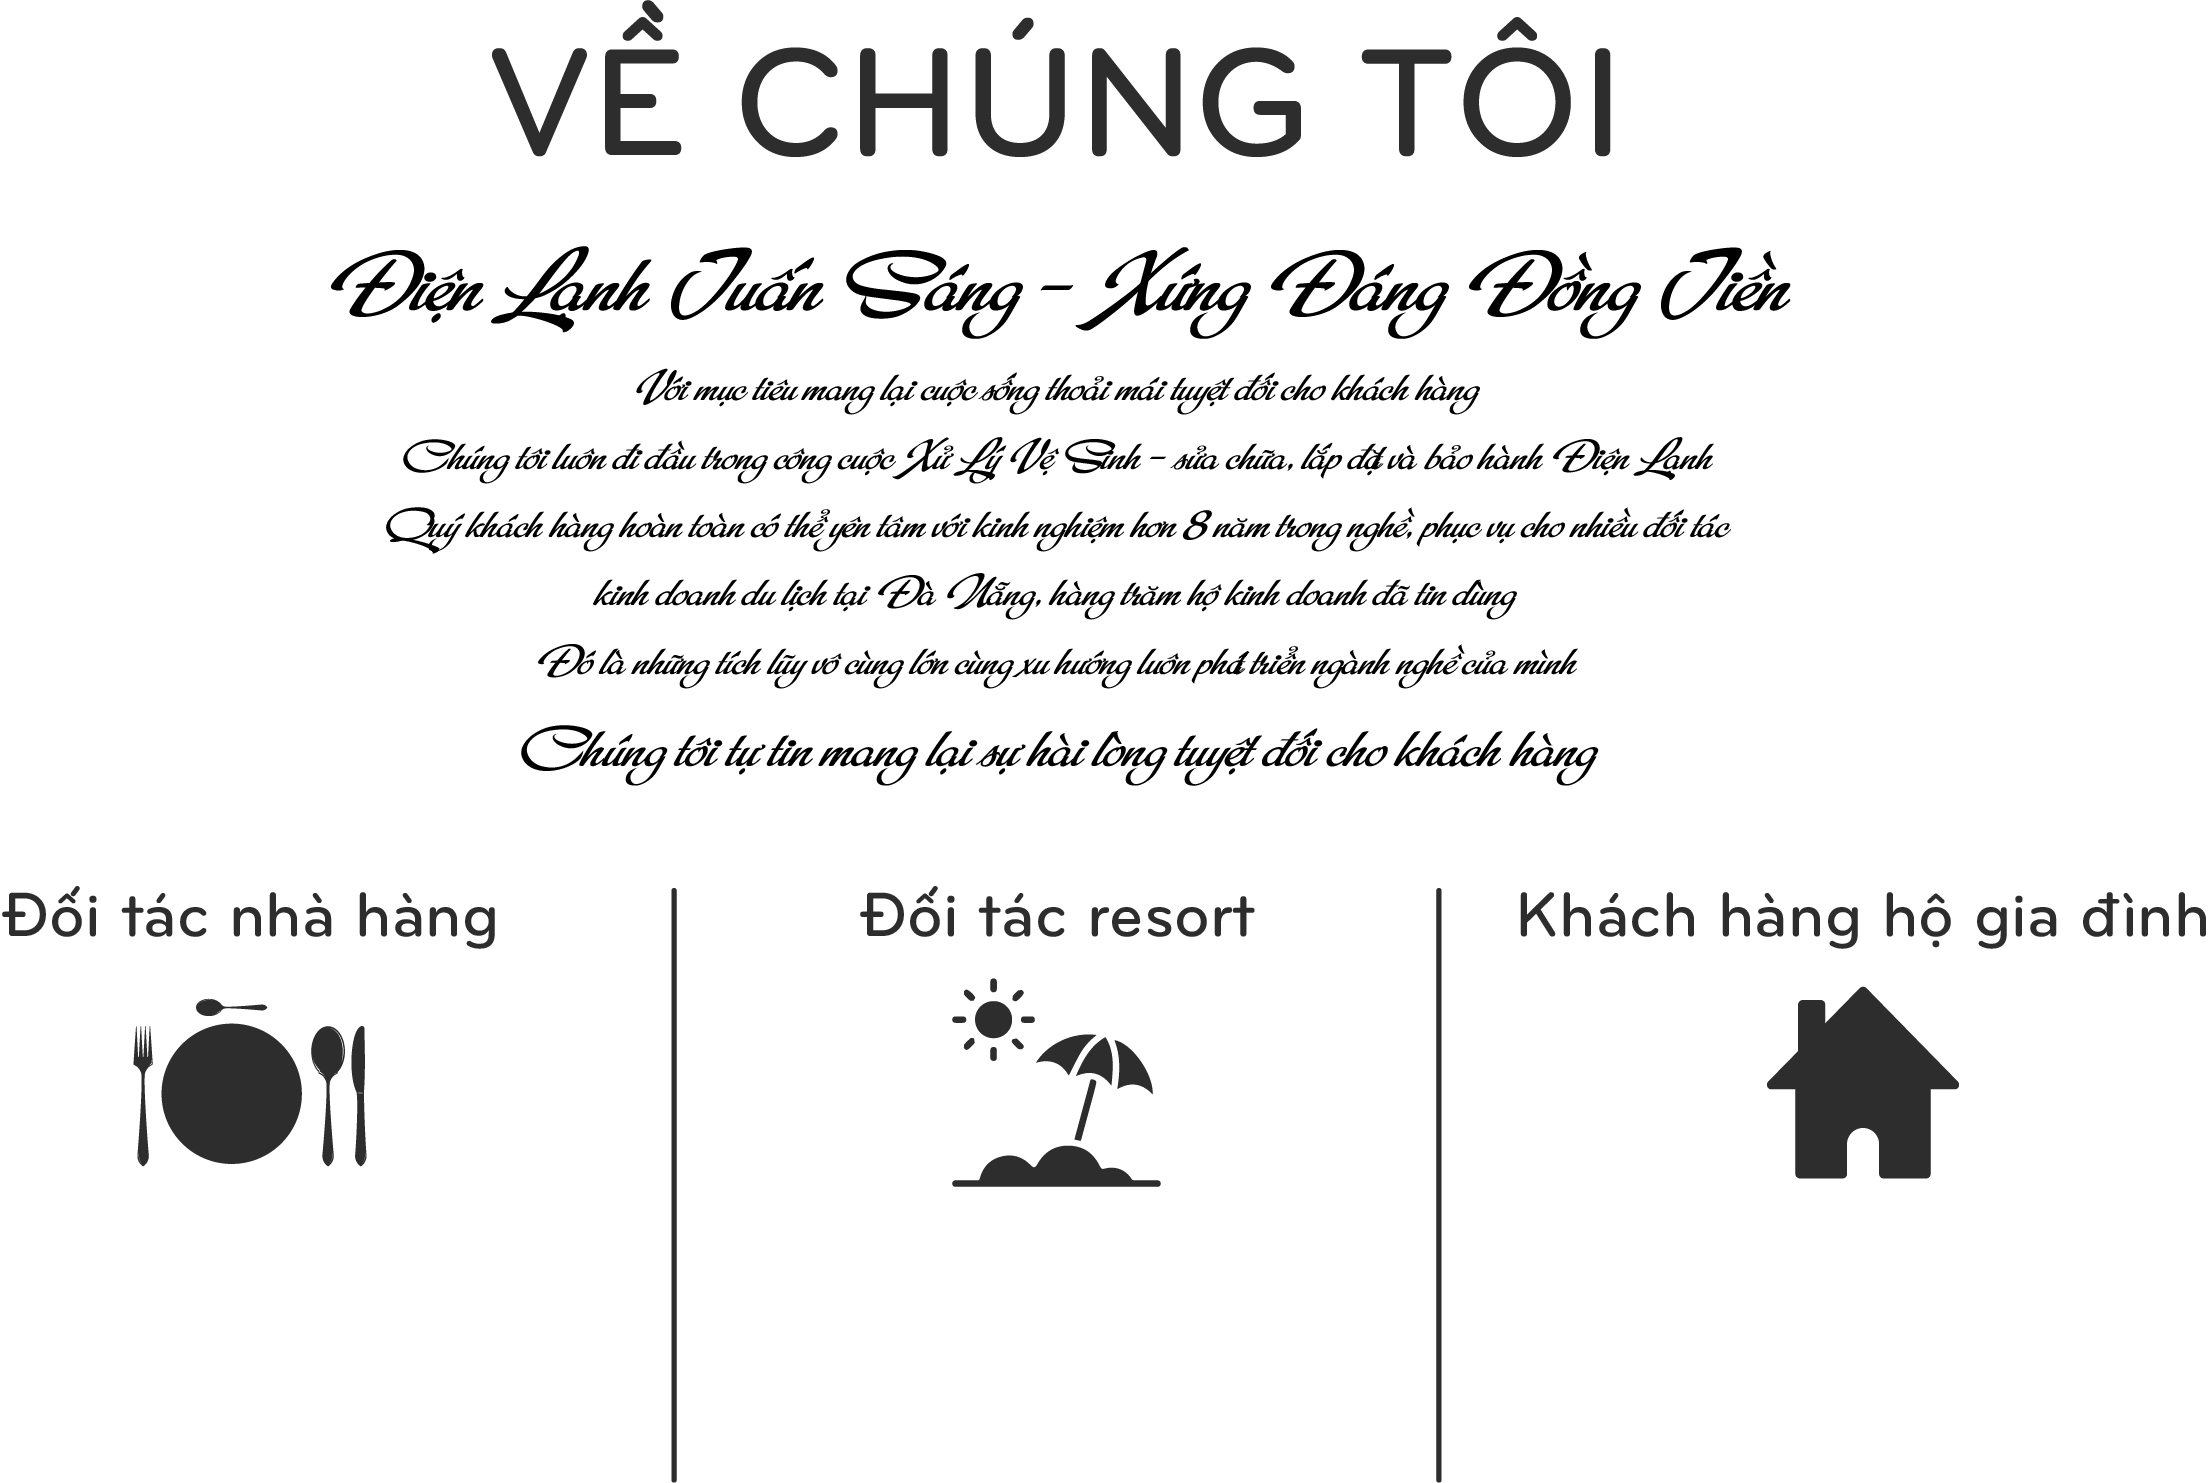 VỀ CHÚNG TÔI
Điện Lạnh Tuấn Sáng - Xứng Đáng Đồng Tiền
Với mục tiêu mang lại cuộc sống thoải mái tuyệt đối cho khách hàng
Chúng tôi luôn đi đầu trong công cuộc Xử Lý Vệ Sinh - sửa chữa, lắp đặt và bảo hành Điện Lạnh
Quý khách hàng hoàn toàn có thể yên tâm với kinh nghiệm hơn 8 năm trong nghề, phục vụ cho nhiều đối tác
kinh doanh du lịch tại Đà Nẵng, hàng trăm hộ kinh doanh đã tin dùng
Đó là những tích lũy vô cùng lớn cùng xu hướng luôn phát triển ngành nghề của mình
Chúng tôi tự tin mang lại sự hài lòng tuyệt đối cho khách hàng
Đối tác nhà hàng
Đối tác resort
Khách hàng hộ gia đình